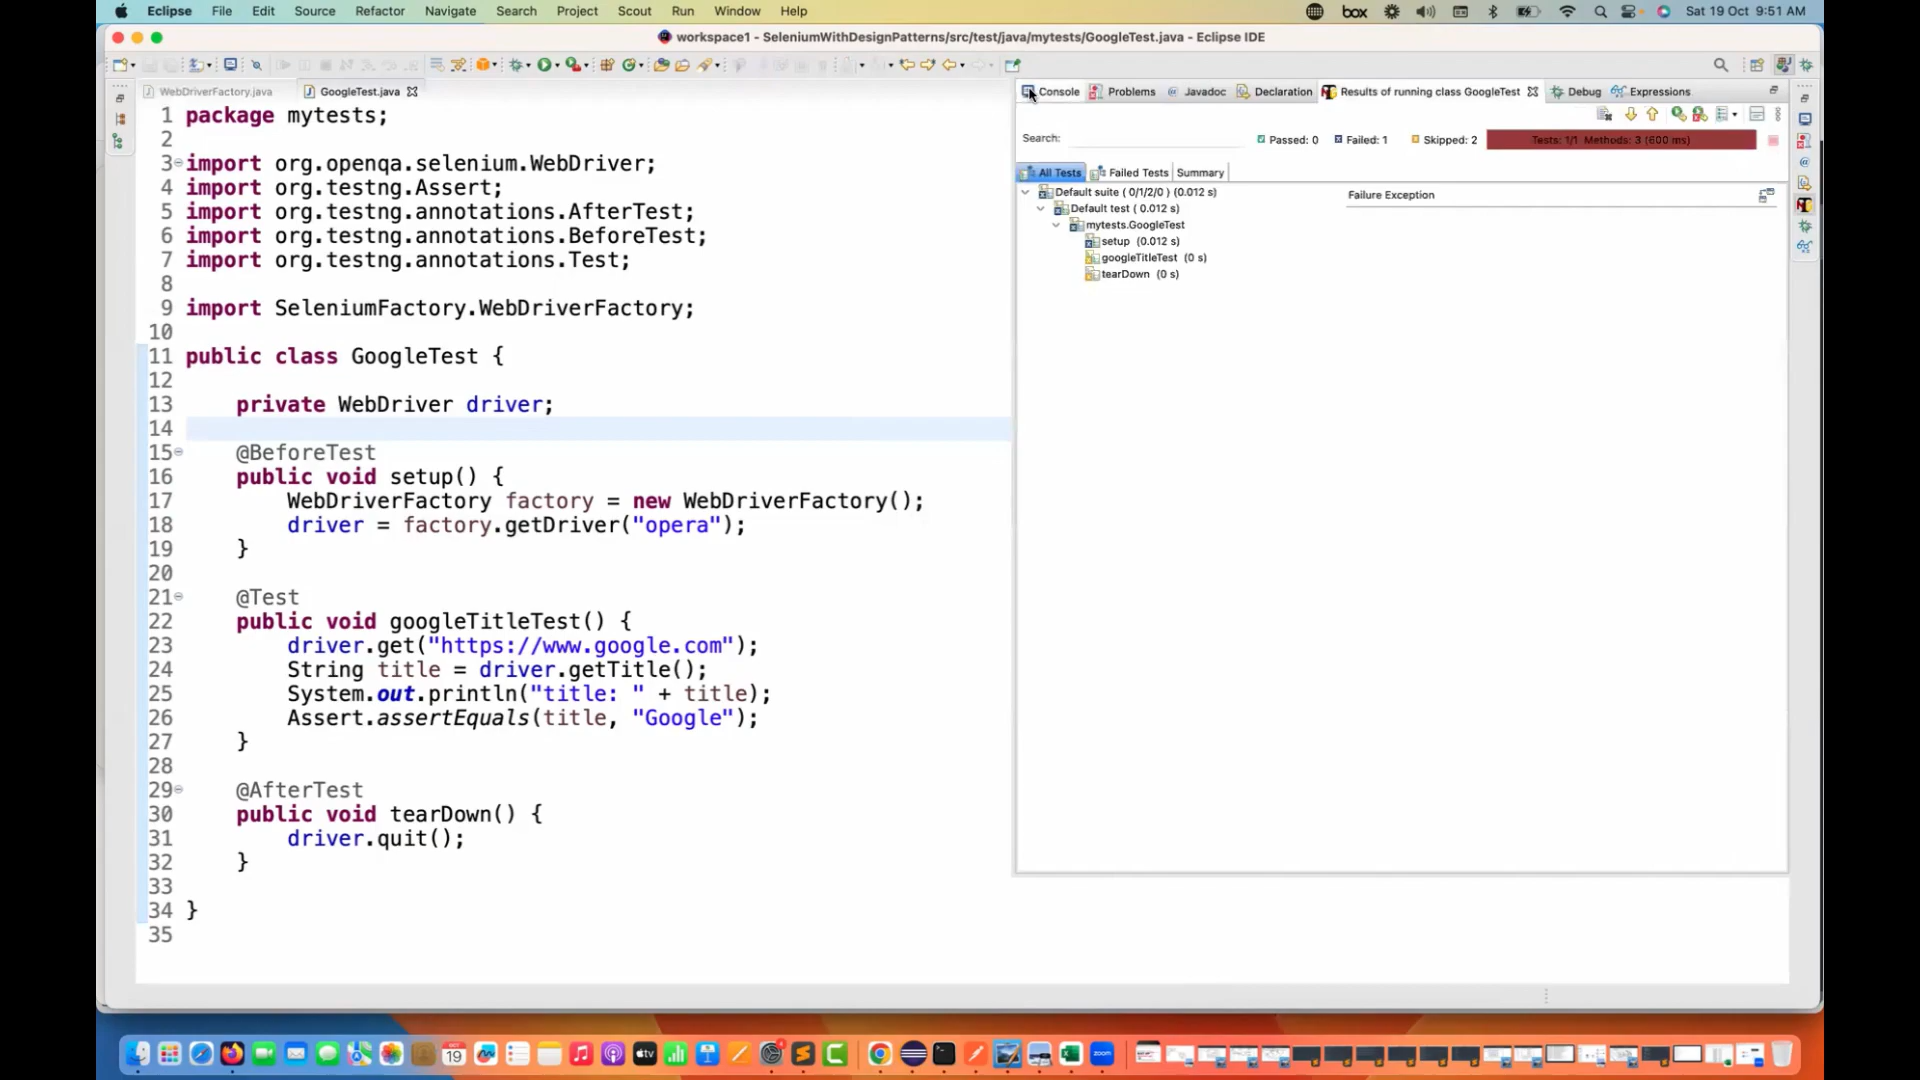 Eclipse File Edit Source Refactor Navigate Search Project Scout Run Window Help box Sat 19 Oct 9:51 AM
workspace1 - SeleniumWithDesignPatterns/src/test/java/mytests/GoogleTest.java - Eclipse IDE
WebDriverFactory.java GoogleTest.java
1 package mytests;
2
3 import org.openqa.selenium.WebDriver;
4 import org.testng.Assert;
5 import org.testng.annotations.AfterTest;
6 import org.testng.annotations.BeforeTest;
7 import org.testng.annotations.Test;
8
9 import SeleniumFactory.WebDriverFactory;
10
11 public class GoogleTest {
12
13 private WebDriver driver;
14
15 @BeforeTest
16 public void setup() {
17 WebDriverFactory factory = new WebDriverFactory();
18 driver = factory.getDriver("opera");
19 }
20
21 @Test
22 public void googleTitleTest() {
23 driver.get("https://www.google.com");
24 String title = driver.getTitle();
25 System.out.println("title: " + title);
26 Assert.assertEquals(title, "Google");
27 }
28
29 @AfterTest
30 public void tearDown() {
31 driver.quit();
32 }
33
34 }
35
Console Problems Javadoc Declaration Results of running class GoogleTest Debug Expressions
Search: Passed: 0 Failed: 1 Skipped: 2 Tests: 1/1 Methods: 3 (600 ms)
All Tests Failed Tests Summary
Default suite ( 0/1/2/0 ) (0.012 s) Failure Exception
Default test ( 0.012 s)
mytests.GoogleTest
setup (0.012 s)
googleTitleTest (0 s)
tearDown (0 s)
OCT
19
tv
zoom